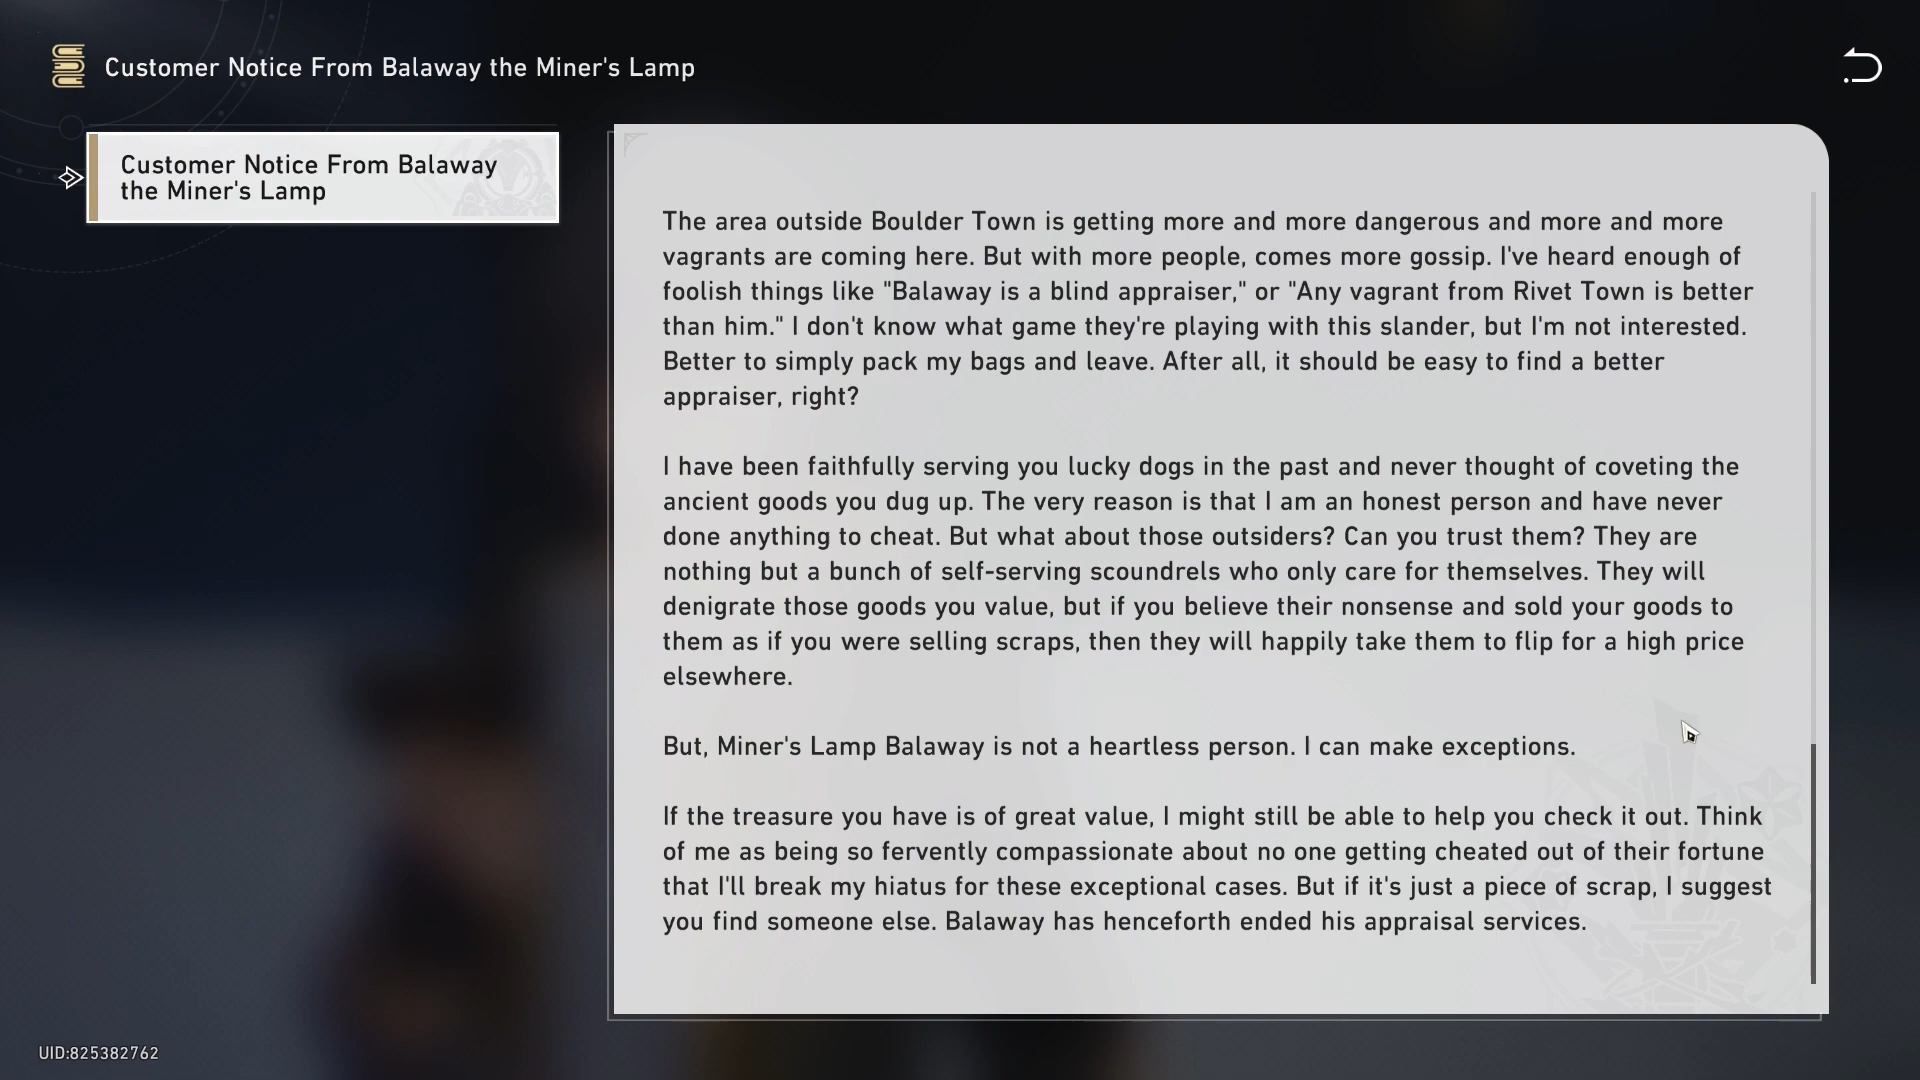 Customer Notice From Balaway the Miner's Lamp
Customer Notice From Balaway
the Miner's Lamp
The area outside Boulder Town is getting more and more dangerous and more and more
vagrants are coming here. But with more people, comes more gossip. I've heard enough of
foolish things like "Balaway is a blind appraiser," or "Any vagrant from Rivet Town is better
than him." I don't know what game they're playing with this slander, but I'm not interested.
Better to simply pack my bags and leave. After all, it should be easy to find a better
appraiser, right?
I have been faithfully serving you lucky dogs in the past and never thought of coveting the
ancient goods you dug up. The very reason is that I am an honest person and have never
done anything to cheat. But what about those outsiders? Can you trust them? They are
nothing but a bunch of self-serving scoundrels who only care for themselves. They will
denigrate those goods you value, but if you believe their nonsense and sold your goods to
them as if you were selling scraps, then they will happily take them to flip for a high price
elsewhere.
But, Miner's Lamp Balaway is not a heartless person. I can make exceptions.
If the treasure you have is of great value, I might still be able to help you check it out. Think
of me as being so fervently compassionate about no one getting cheated out of their fortune
that I'll break my hiatus for these exceptional cases. But if it's just a piece of scrap, I suggest
you find someone else. Balaway has henceforth ended his appraisal services.
UID:825382762